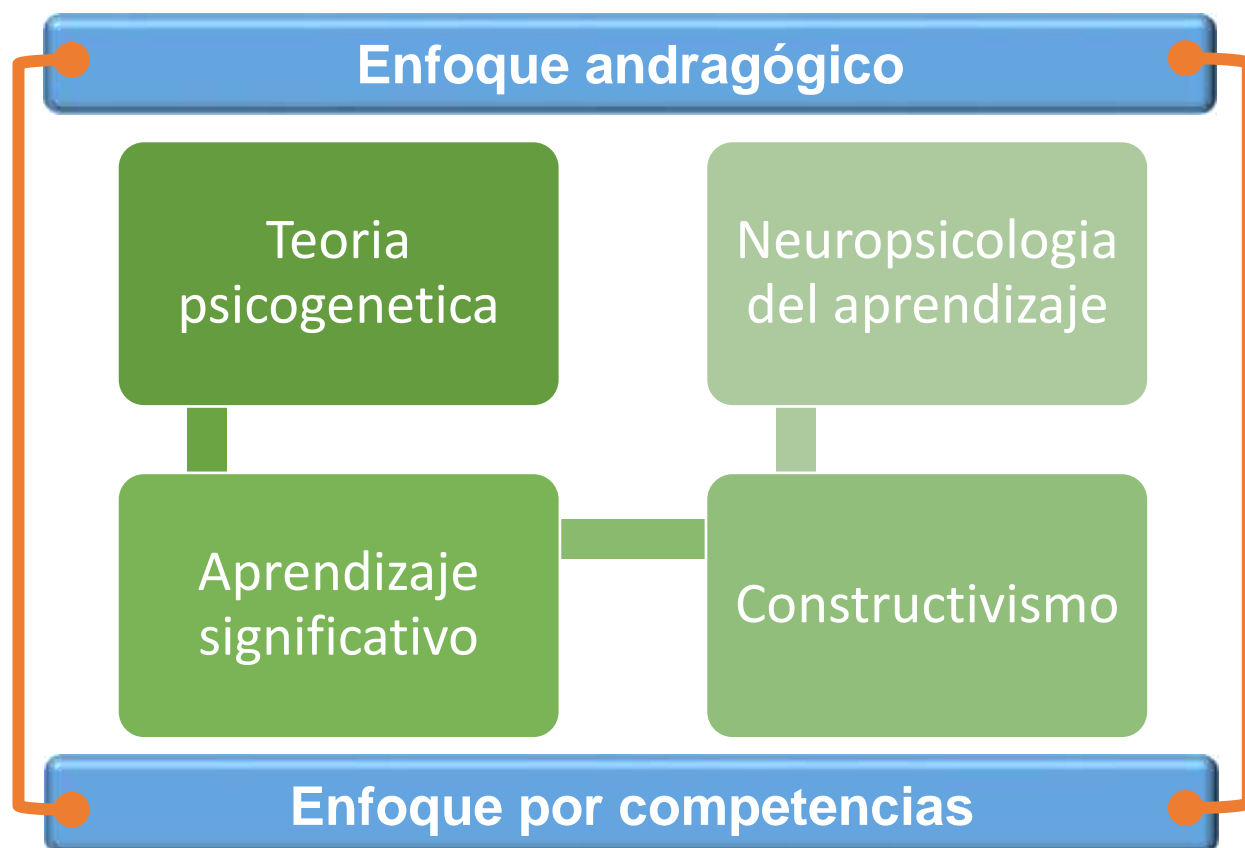 Enfoque andragógico
Teoria
psicogenetica
Neuropsicologia
del aprendizaje
Aprendizaje
significativo
Constructivismo
Enfoque por competencias